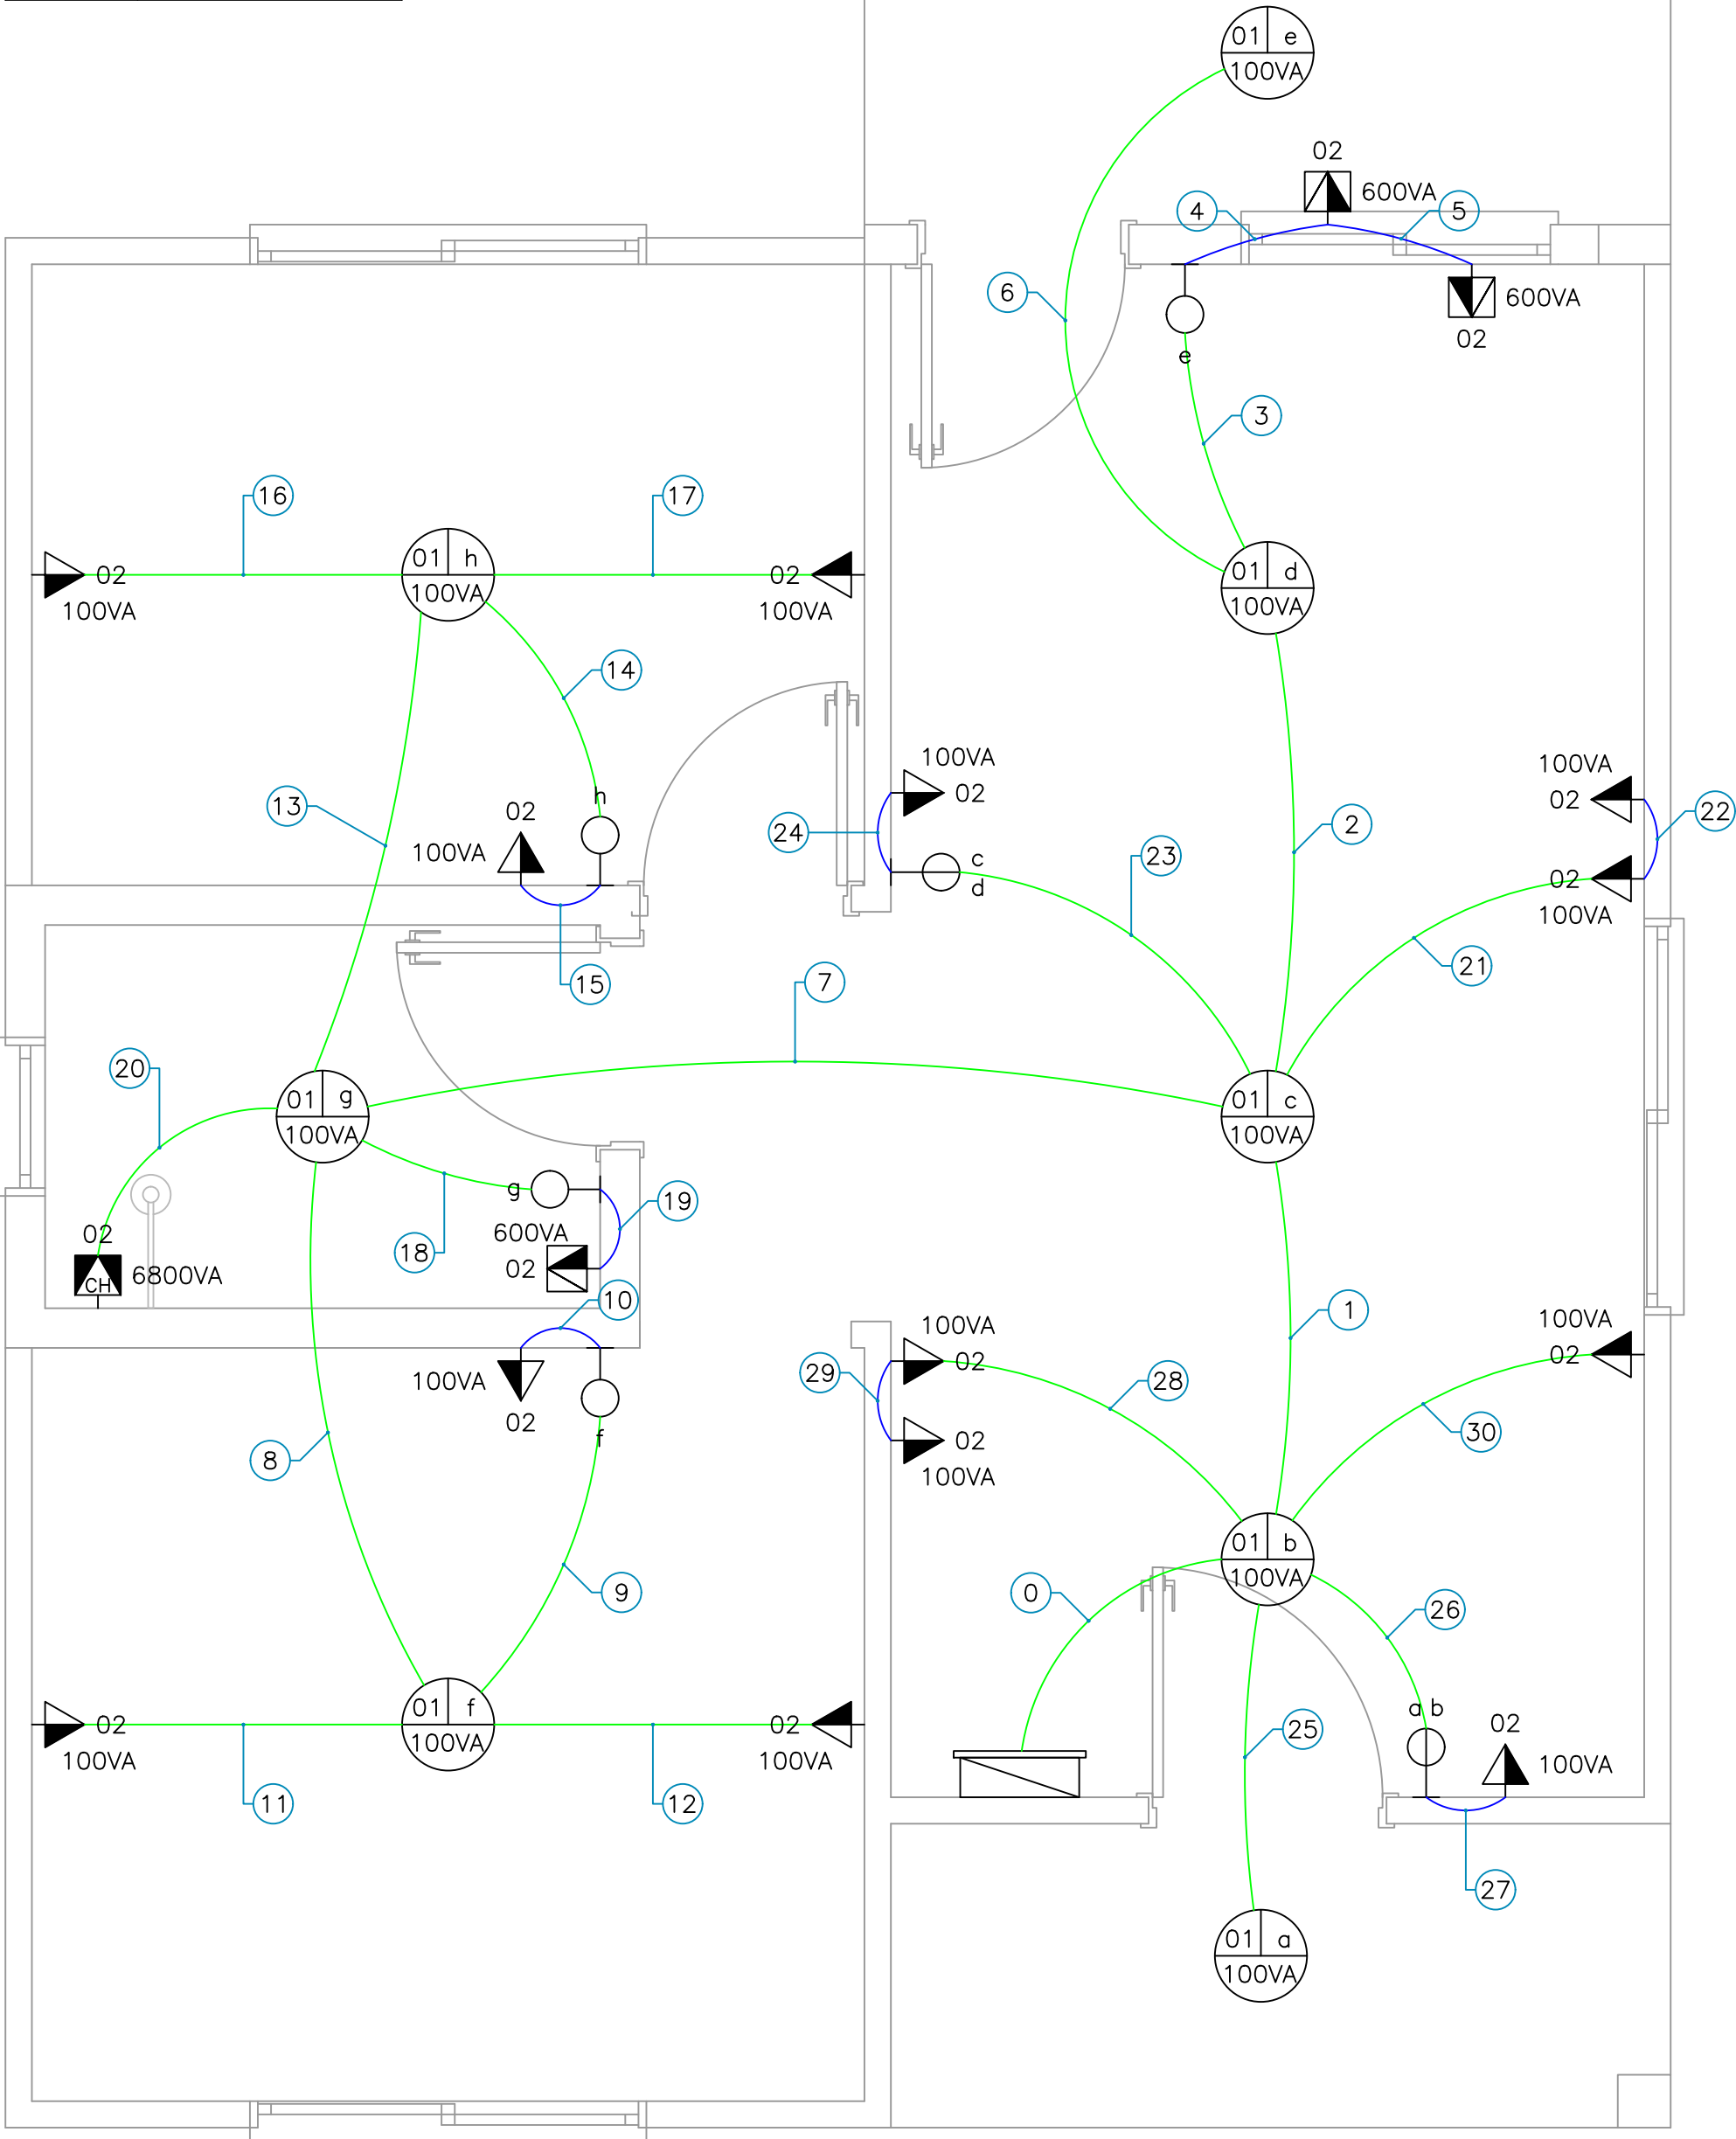 01 e
100VA
02
600VA
4
5
6
600VA
02
e
3
16
17
01 h
100VA
01 d
100VA
02
100VA
02
100VA
14
13
h
02
100VA
100VA
02
24
c
d
23
2
100VA
02
22
02
100VA
21
15
7
20
01 g
100VA
01 c
100VA
g
19
18
600VA
02
02
CH
6800VA
10
1
100VA
02
29
100VA
02
28
100VA
02
f
02
100VA
30
8
01 b
100VA
9
0
26
01 f
100VA
02
100VA
02
100VA
a b
02
100VA
25
11
12
27
01 a
100VA